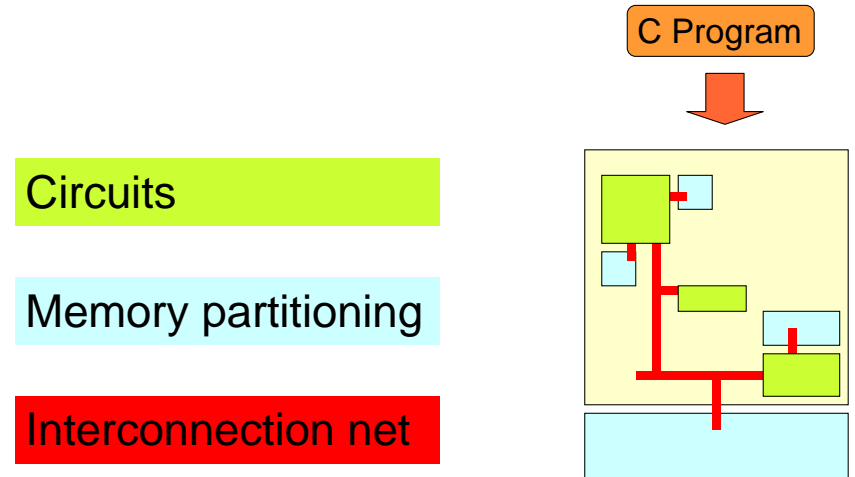 C Program
Circuits
Memory partitioning
Interconnection net